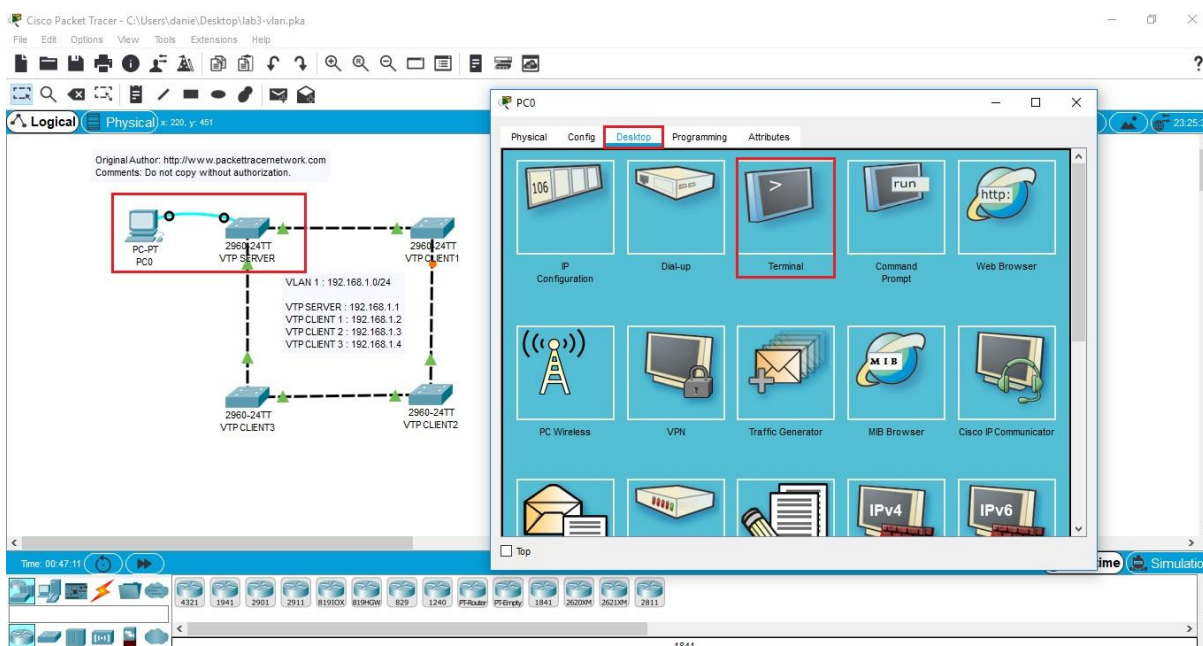 Cisco Packet Tracer - C:\Users\danie\Desktop\lab3-vlan.pka
File Edit Options View Tools Extensions Help
Logical Physical x: 220, y: 451
Original Author: http://www.packettracernetwork.com
Comments: Do not copy without authorization.
PC-PT
PC0
2960-24TT
VTP SERVER
2960-24TT
VTP CLIENT1
VLAN 1 : 192.168.1.0/24
VTP SERVER : 192.168.1.1
VTP CLIENT 1 : 192.168.1.2
VTP CLIENT 2 : 192.168.1.3
VTP CLIENT 3 : 192.168.1.4
2960-24TT
VTP CLIENT3
2960-24TT
VTP CLIENT2
PC0
Physical Config Desktop Programming Attributes
106
>
run
http:
IP
Configuration
Dial-up
Terminal
Command
Prompt
Web Browser
MIB
PC Wireless
VPN
Traffic Generator
MIB Browser
Cisco IP Communicator
IPv4
IPv6
Top
23:25:3
Time: 00:47:11
ime Simulatio
4321 1941 2901 2911 819IOX 819HGW 829 1240 PT-Router PT-Empty 1841 2620XM 2621XM 2811
1841